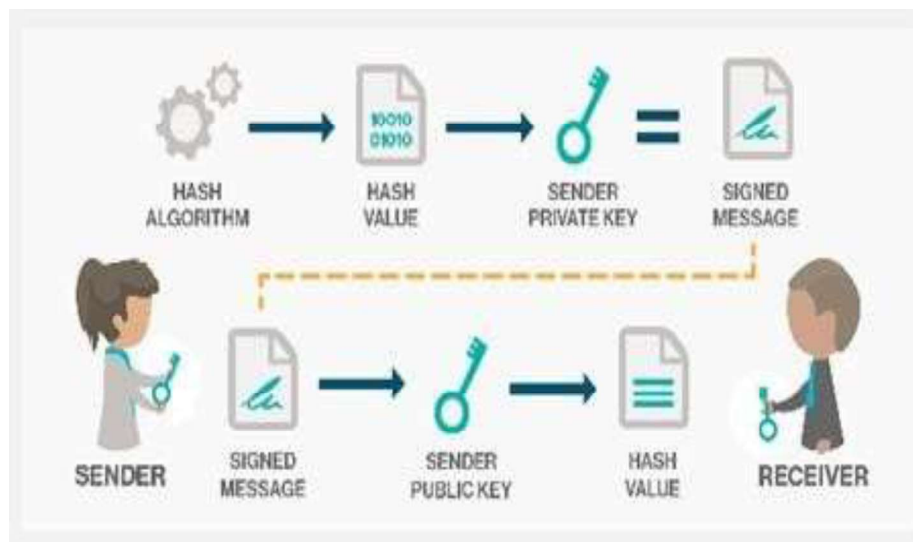 10010
01010
HASH
ALGORITHM
HASH
VALUE
SENDER
PRIVATE KEY
SIGNED
MESSAGE
SENDER
SIGNED
MESSAGE
SENDER
PUBLIC KEY
HASH
VALUE
RECEIVER